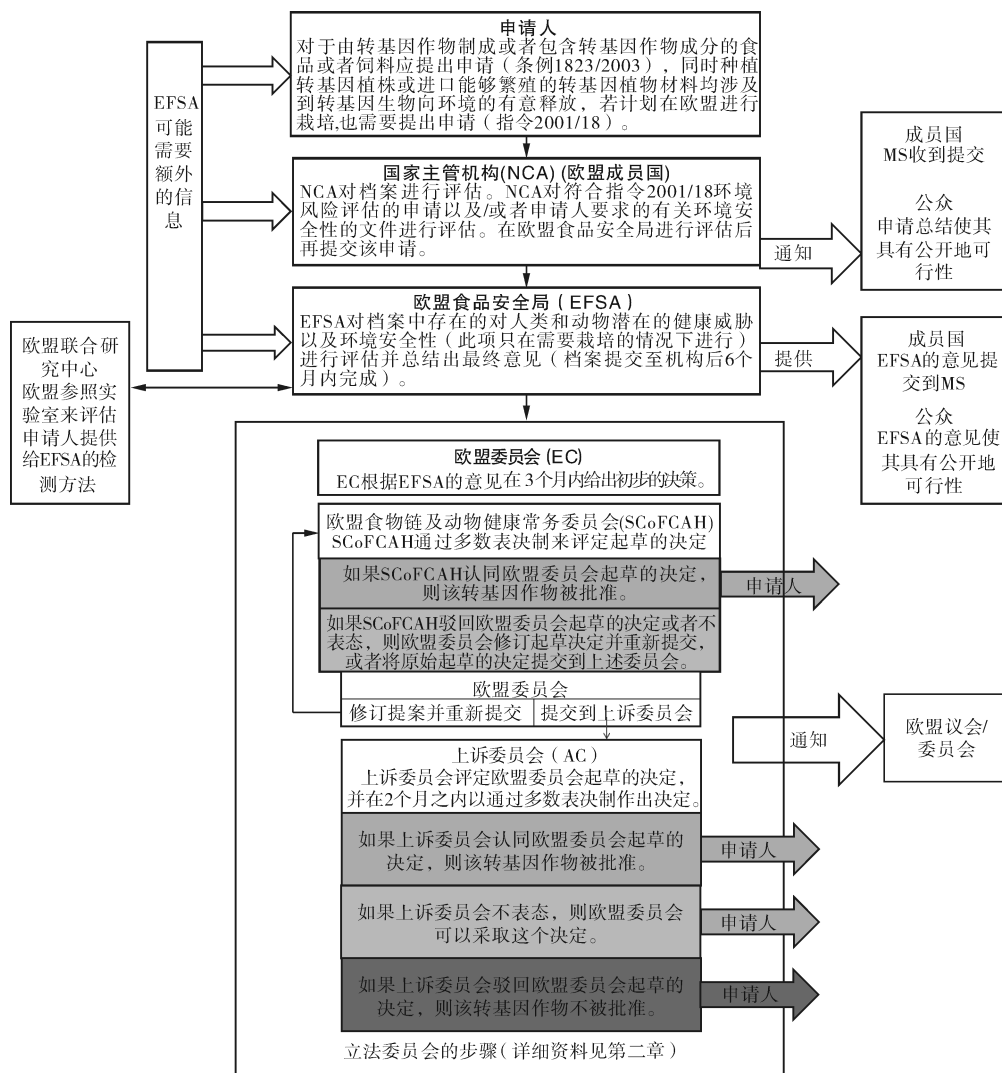 申请人
对于由转基因作物制成或者包含转基因作物成分的食
品或者饲料应提出申请（条例1823/2003），同时种植
转基因植株或进口能够繁殖的转基因植物材料均涉及
到转基因生物向环境的有意释放，若计划在欧盟进行
栽培,也需要提出申请（指令2001/18）。
EFSA
可能
需要
额外
的信
息
国家主管机构(NCA) (欧盟成员国)
NCA对档案进行评估。NCA对符合指令2001/18环境
风险评估的申请以及/或者申请人要求的有关环境安
全性的文件进行评估。在欧盟食品安全局进行评估后
再提交该申请。
通知
成员国
MS收到提交
公众
申请总结使其
具有公开地可
行性
欧盟食品安全局（EFSA）
EFSA对档案中存在的对人类和动物潜在的健康威胁
以及环境安全性（此项只在需要栽培的情况下进行）
进行评估并总结出最终意见（档案提交至机构后6个
月内完成）。
提供
成员国
EFSA的意见提
交到MS
公众
EFSA的意见使
其具有公开地
可行性
欧盟联合研
究中心
欧盟参照实
验室来评估
申请人提供
给EFSA的检
测方法
欧盟委员会(EC)
EC根据EFSA的意见在3个月内给出初步的决策。
欧盟食物链及动物健康常务委员会(SCoFCAH)
SCoFCAH通过多数表决制来评定起草的决定
如果SCoFCAH认同欧盟委员会起草的决定，
则该转基因作物被批准。
申请人
如果SCoFCAH驳回欧盟委员会起草的决定或者不
表态，则欧盟委员会修订起草决定并重新提交，
或者将原始起草的决定提交到上述委员会。
欧盟委员会
修订提案并重新提交
提交到上诉委员会
通知
欧盟议会/
委员会
上诉委员会（AC）
上诉委员会评定欧盟委员会起草的决定，
并在2个月之内以通过多数表决制作出决定。
如果上诉委员会认同欧盟委员会起草的
决定，则该转基因作物被批准。
申请人
如果上诉委员会不表态，则欧盟委员会
可以采取这个决定。
申请人
如果上诉委员会驳回欧盟委员会起草的
决定，则该转基因作物不被批准。
申请人
立法委员会的步骤（详细资料见第二章）